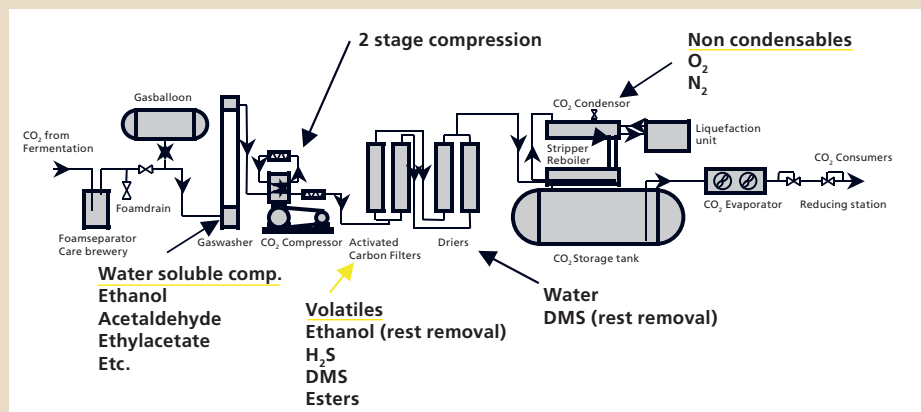 2 stage compression
Non condensables
O₂
N₂
Gasballoon
CO₂ from
Fermentation
CO₂ Condensor
Stripper
Reboiler
Liquefaction
unit
CO₂ Consumers
Foamdrain
Foamseparator
Care brewery
Gaswasher
CO₂ Compressor
Activated
Carbon Filters
Driers
CO₂ Storage tank
CO₂ Evaporator
Reducing station
Water soluble comp.
Ethanol
Acetaldehyde
Ethylacetate
Etc.
Volatiles
Ethanol (rest removal)
H₂S
DMS
Esters
Water
DMS (rest removal)